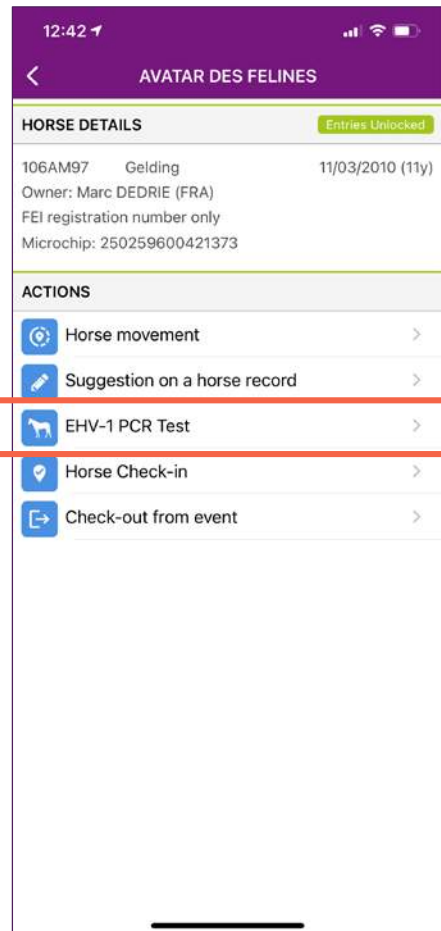 12:42
AVATAR DES FELINES
HORSE DETAILS Entries Unlocked
106AM97 Gelding 11/03/2010 (11y)
Owner: Marc DEDRIE (FRA)
FEI registration number only
Microchip: 250259600421373
ACTIONS
Horse movement
Suggestion on a horse record
EHV-1 PCR Test
Horse Check-in
Check-out from event